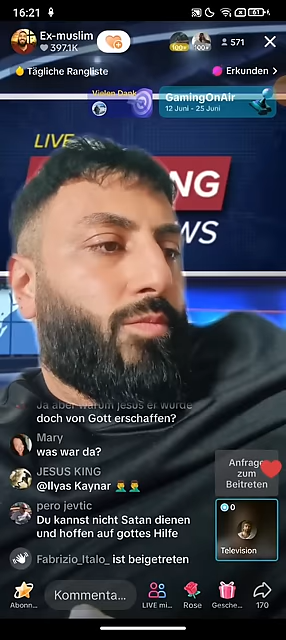 16:21
61
Ex-muslim
397.1K
100+
100+
571
Tägliche Rangliste
Erkunden >
Vielen Dank
GamingOnAir
12 Juni - 25 Juni
LIVE
NG
WS
Ja aber warum jesus er wurde
doch von Gott erschaffen?
Mary
was war da?
JESUS KING
@Ilyas Kaynar 🤦‍♂️🤦‍♂️
pero jevtic
Du kannst nicht Satan dienen
und hoffen auf gottes Hilfe
Fabrizio_Italo_ ist beigetreten
Anfrage
zum
Beitreten
0
Television
Abonn...
Kommenta...
LIVE mi...
Rose
Gesche...
170